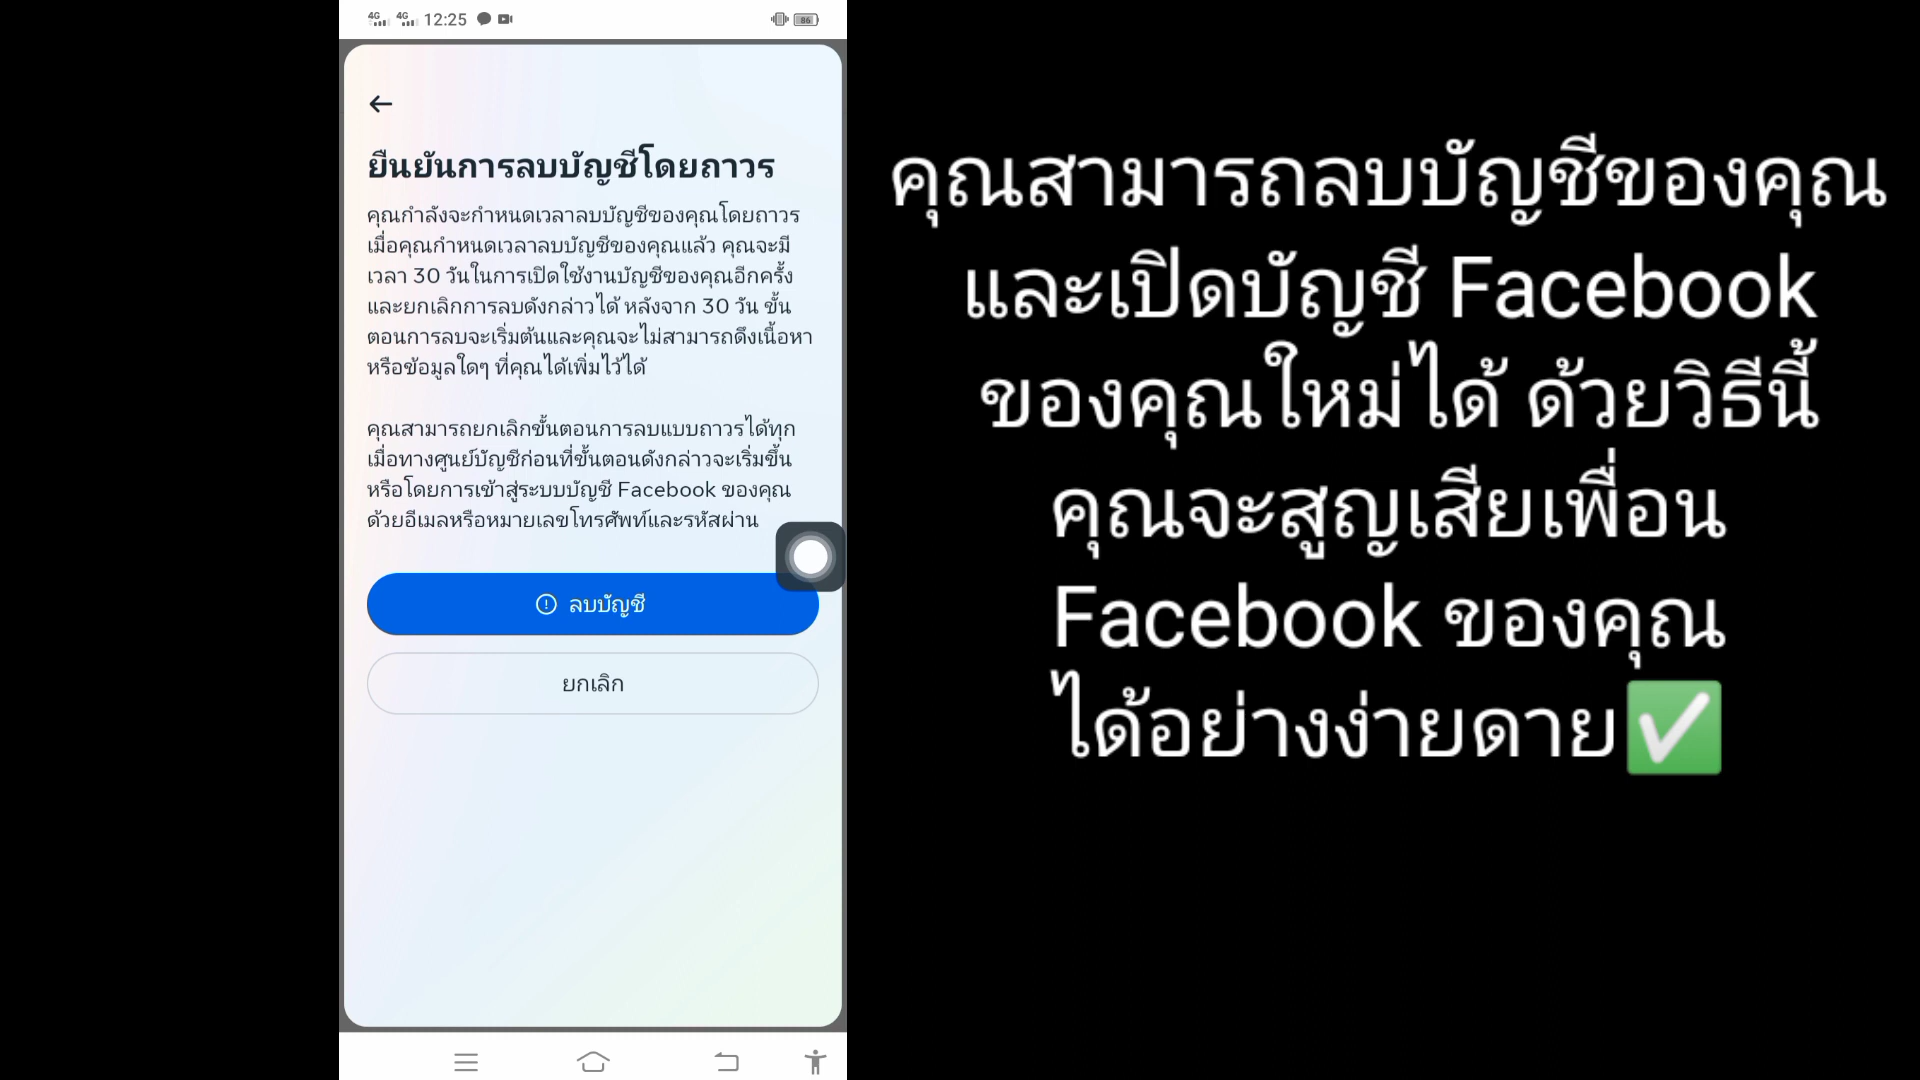 4G 4G 12:25 86
ยืนยันการลบบัญชีโดยถาวร
คุณกำลังจะกำหนดเวลาลบบัญชีของคุณโดยถาวร
เมื่อคุณกำหนดเวลาลบบัญชีของคุณแล้ว คุณจะมี
เวลา 30 วันในการเปิดใช้งานบัญชีของคุณอีกครั้ง
และยกเลิกการลบดังกล่าวได้ หลังจาก 30 วัน ขั้น
ตอนการลบจะเริ่มต้นและคุณจะไม่สามารถดึงเนื้อหา
หรือข้อมูลใดๆ ที่คุณได้เพิ่มไว้ได้
คุณสามารถยกเลิกขั้นตอนการลบแบบถาวรได้ทุก
เมื่อทางศูนย์บัญชีก่อนที่ขั้นตอนดังกล่าวจะเริ่มขึ้น
หรือโดยการเข้าสู่ระบบบัญชี Facebook ของคุณ
ด้วยอีเมลหรือหมายเลขโทรศัพท์และรหัสผ่าน
ลบบัญชี
ยกเลิก
คุณสามารถลบบัญชีของคุณ
และเปิดบัญชี Facebook
ของคุณใหม่ได้ ด้วยวิธีนี้
คุณจะสูญเสียเพื่อน
Facebook ของคุณ
ได้อย่างง่ายดาย✅